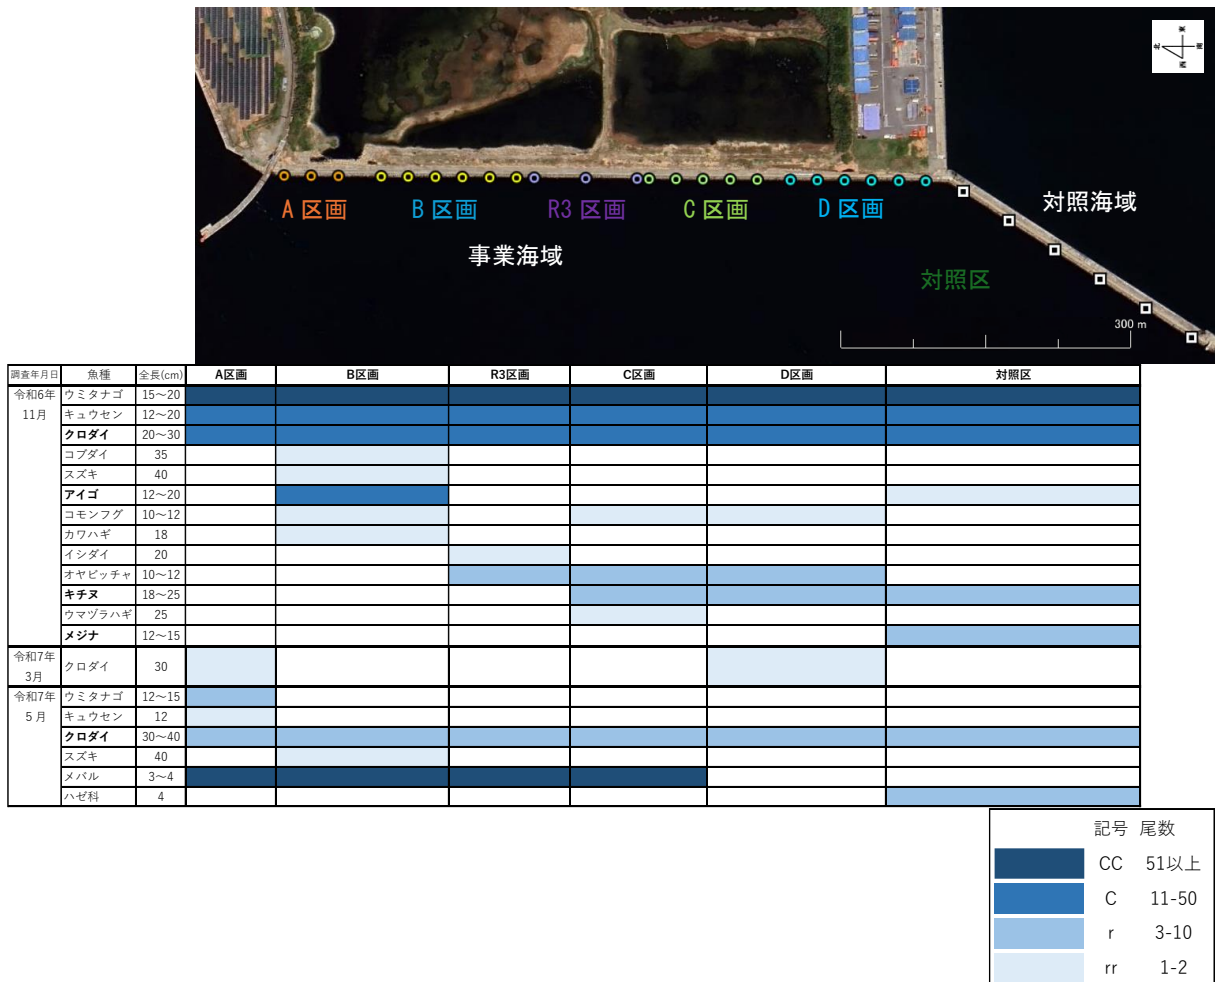 東
北 南
西
A 区画 B 区画 R3 区画 C 区画 D 区画 対照海域
事業海域
対照区
300 m
調査年月日 魚種 全長(cm) A区画 B区画 R3区画 C区画 D区画 対照区
令和6年 ウミタナゴ 15～20
11月 キュウセン 12～20
クロダイ 20～30
コブダイ 35
スズキ 40
アイゴ 12～20
コモンフグ 10～12
カワハギ 18
イシダイ 20
オヤビッチャ 10～12
キチヌ 18～25
ウマヅラハギ 25
メジナ 12～15
令和7年
3月 クロダイ 30
令和7年 ウミタナゴ 12～15
5月 キュウセン 12
クロダイ 30～40
スズキ 40
メバル 3～4
ハゼ科 4
記号 尾数
CC 51以上
C 11-50
r 3-10
rr 1-2